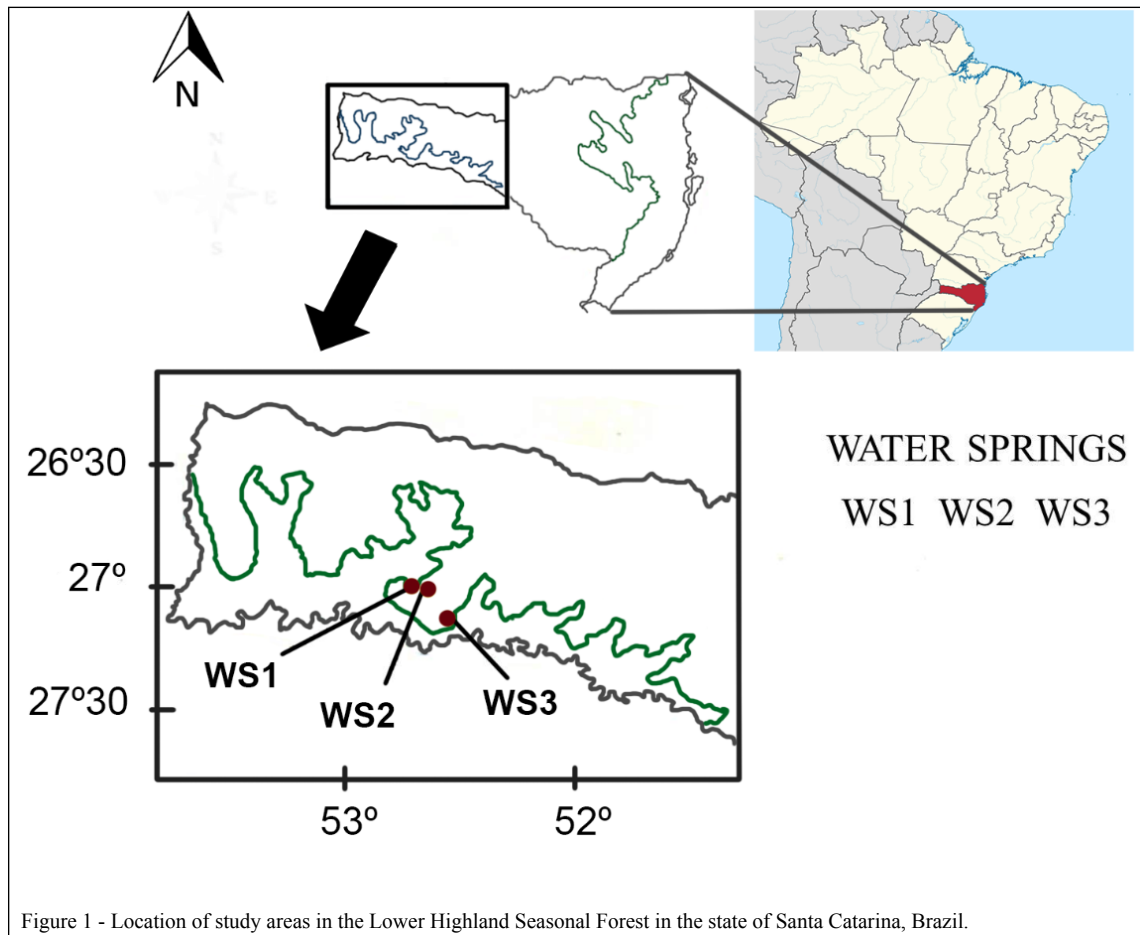 N
26º30
27º
27º30
53º 52º
WS1
WS2
WS3
WATER SPRINGS
WS1 WS2 WS3
Figure 1 - Location of study areas in the Lower Highland Seasonal Forest in the state of Santa Catarina, Brazil.